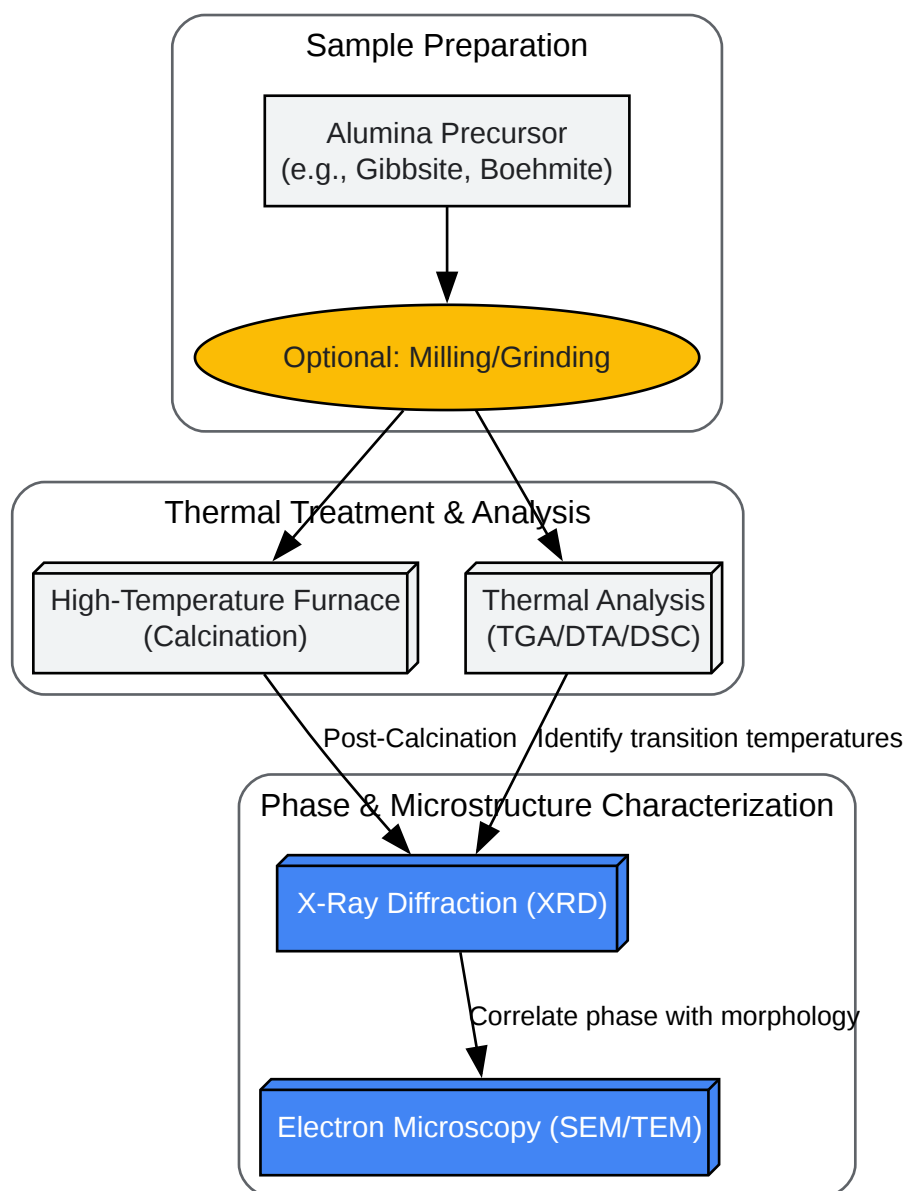 Sample Preparation
Alumina Precursor
(e.g., Gibbsite, Boehmite)
Optional: Milling/Grinding
Thermal Treatment & Analysis
High-Temperature Furnace
(Calcination)
Thermal Analysis
(TGA/DTA/DSC)
Post-Calcination
Identify transition temperatures
Phase & Microstructure Characterization
X-Ray Diffraction (XRD)
Correlate phase with morphology
Electron Microscopy (SEM/TEM)